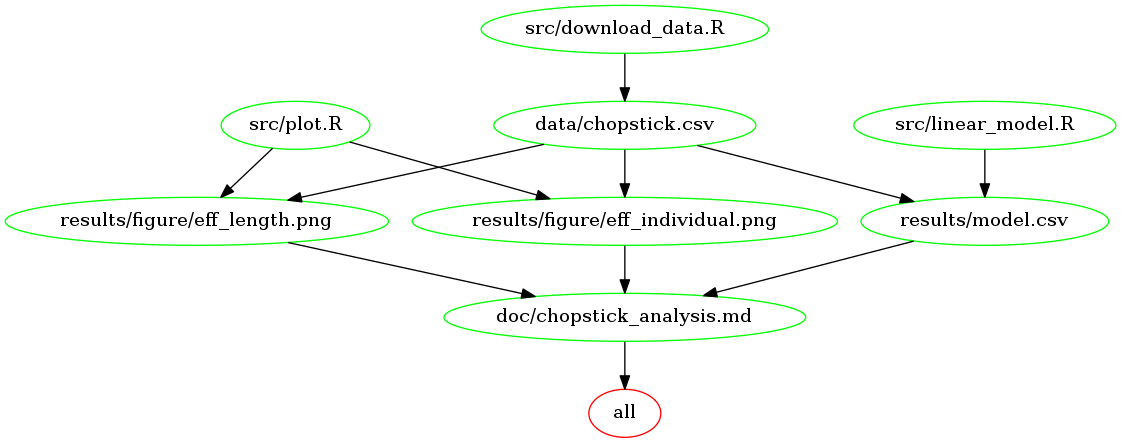 src/download_data.R
src/plot.R
data/chopstick.csv
src/linear_model.R
results/figure/eff_length.png
results/figure/eff_individual.png
results/model.csv
doc/chopstick_analysis.md
all